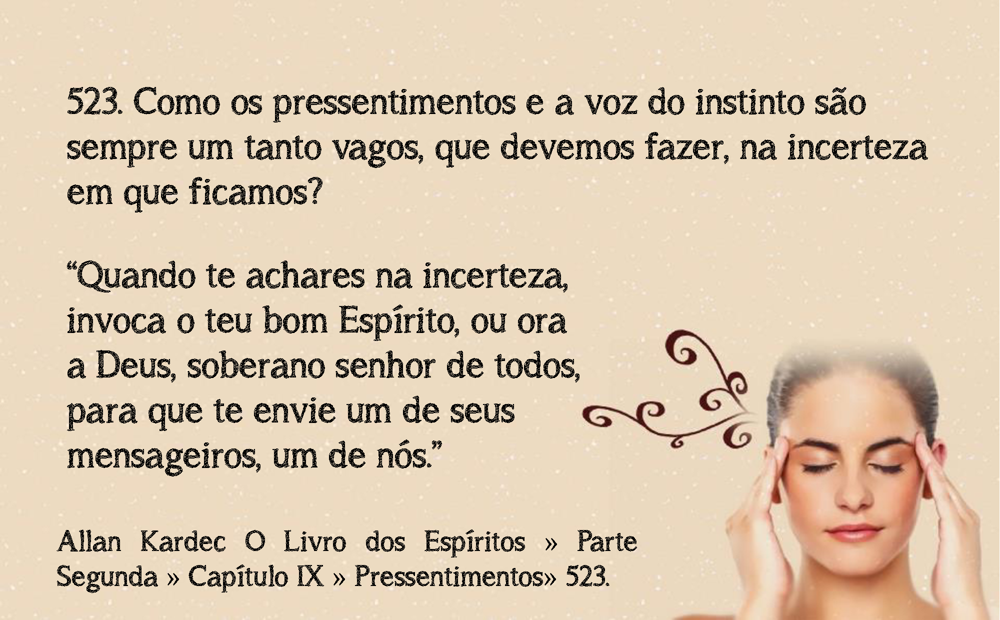 523. Como os pressentimentos e a voz do instinto são
sempre um tanto vagos, que devemos fazer, na incerteza
em que ficamos?
“Quando te achares na incerteza,
invoca o teu bom Espírito, ou ora
a Deus, soberano senhor de todos,
para que te envie um de seus
mensageiros, um de nós.”
Allan Kardec O Livro dos Espíritos » Parte
Segunda » Capítulo IX » Pressentimentos» 523.